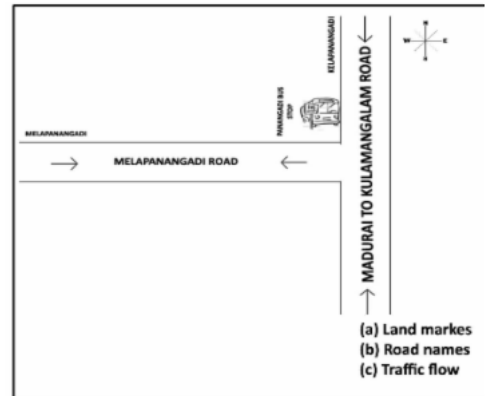 N
W E
S
KELAPANANGADI
PANANGADI BUS
STOP
MELAPANANGADI
MELAPANANGADI ROAD
MADURAI TO KULAMANGALAM ROAD
(a) Land markes
(b) Road names
(c) Traffic flow